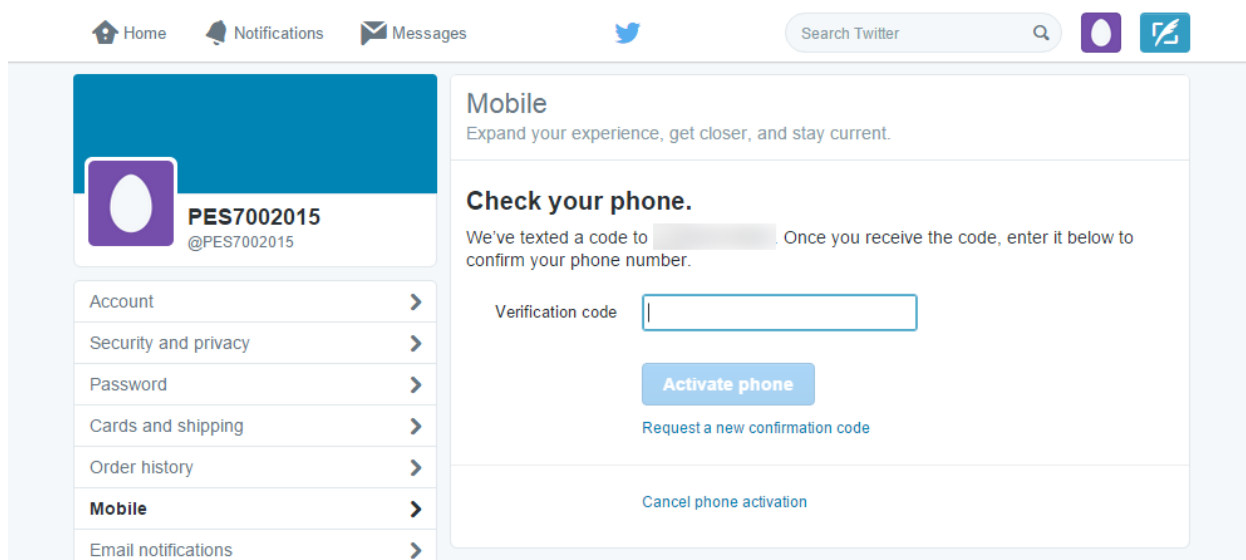 Home Notifications Messages Search Twitter
PES7002015
@PES7002015
Account
Security and privacy
Password
Cards and shipping
Order history
Mobile
Email notifications
Mobile
Expand your experience, get closer, and stay current.
Check your phone.
We've texted a code to . Once you receive the code, enter it below to
confirm your phone number.
Verification code
Activate phone
Request a new confirmation code
Cancel phone activation